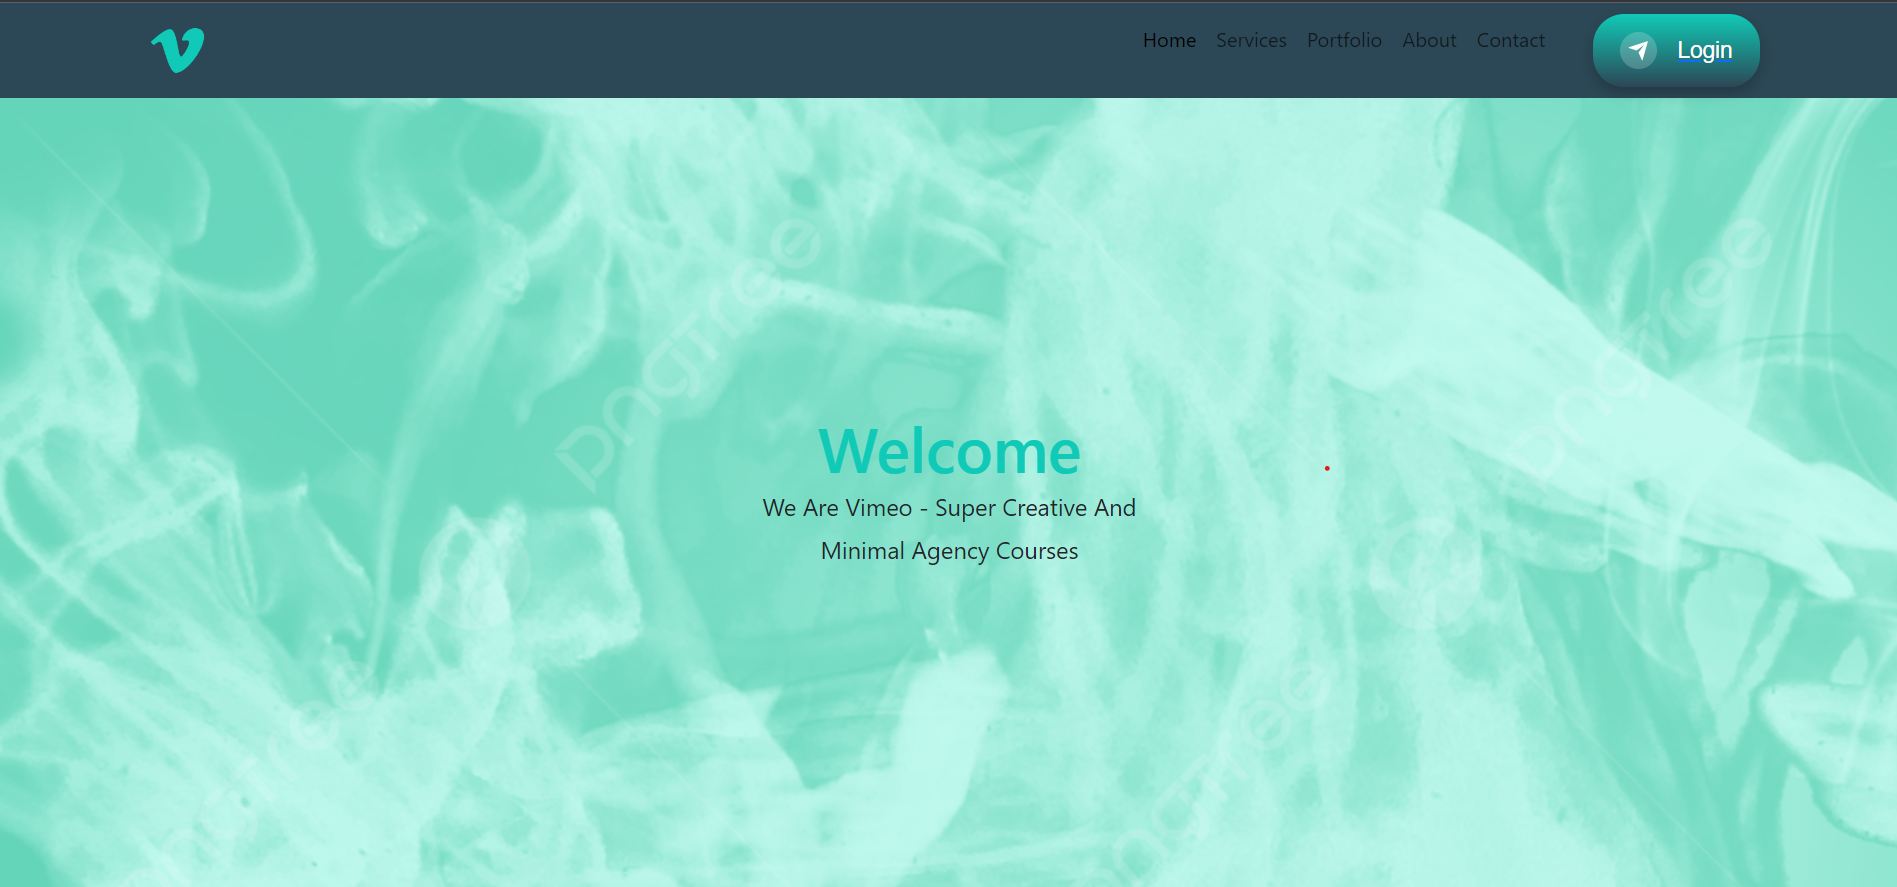 Home Services Portfolio About Contact
Login
Welcome
We Are Vimeo - Super Creative And
Minimal Agency Courses
pngtree
pngtree
pngtree
pngtree